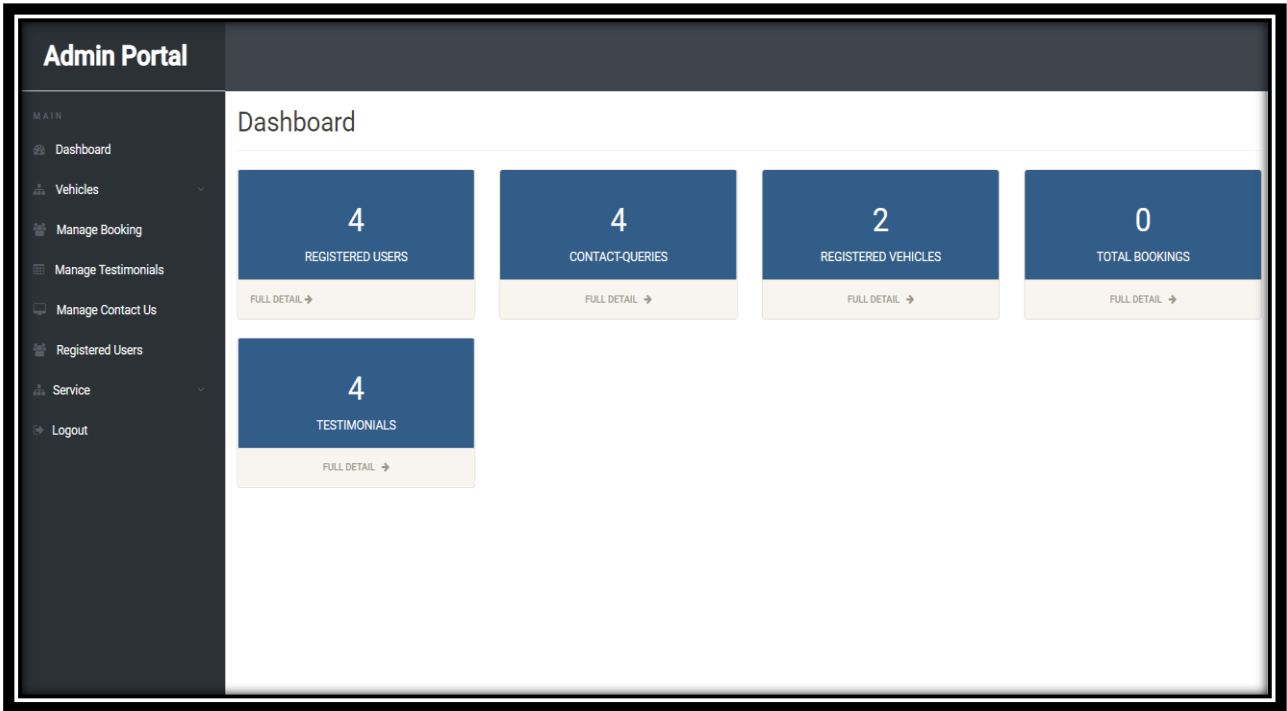 Admin Portal
MAIN
Dashboard
Vehicles
Manage Booking
Manage Testimonials
Manage Contact Us
Registered Users
Service
Logout
Dashboard
4
REGISTERED USERS
FULL DETAIL
4
CONTACT-QUERIES
FULL DETAIL
2
REGISTERED VEHICLES
FULL DETAIL
0
TOTAL BOOKINGS
FULL DETAIL
4
TESTIMONIALS
FULL DETAIL